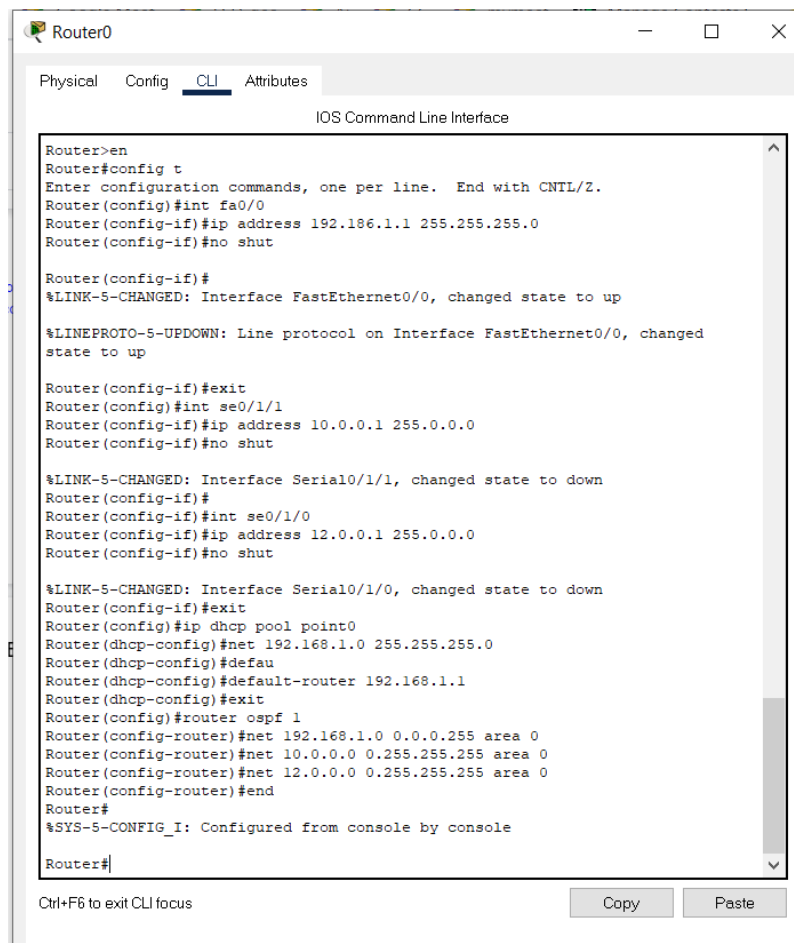 Router0
Physical Config CLI Attributes
IOS Command Line Interface
Router>en
Router#config t
Enter configuration commands, one per line.  End with CNTL/Z.
Router(config)#int fa0/0
Router(config-if)#ip address 192.186.1.1 255.255.255.0
Router(config-if)#no shut
Router(config-if)#
%LINK-5-CHANGED: Interface FastEthernet0/0, changed state to up
%LINEPROTO-5-UPDOWN: Line protocol on Interface FastEthernet0/0, changed
state to up
Router(config-if)#exit
Router(config)#int se0/1/1
Router(config-if)#ip address 10.0.0.1 255.0.0.0
Router(config-if)#no shut
%LINK-5-CHANGED: Interface Serial0/1/1, changed state to down
Router(config-if)#
Router(config-if)#int se0/1/0
Router(config-if)#ip address 12.0.0.1 255.0.0.0
Router(config-if)#no shut
%LINK-5-CHANGED: Interface Serial0/1/0, changed state to down
Router(config-if)#exit
Router(config)#ip dhcp pool point0
Router(dhcp-config)#net 192.168.1.0 255.255.255.0
Router(dhcp-config)#defau
Router(dhcp-config)#default-router 192.168.1.1
Router(dhcp-config)#exit
Router(config)#router ospf 1
Router(config-router)#net 192.168.1.0 0.0.0.255 area 0
Router(config-router)#net 10.0.0.0 0.255.255.255 area 0
Router(config-router)#net 12.0.0.0 0.255.255.255 area 0
Router(config-router)#end
Router#
%SYS-5-CONFIG_I: Configured from console by console
Router#
Ctrl+F6 to exit CLI focus
Copy Paste